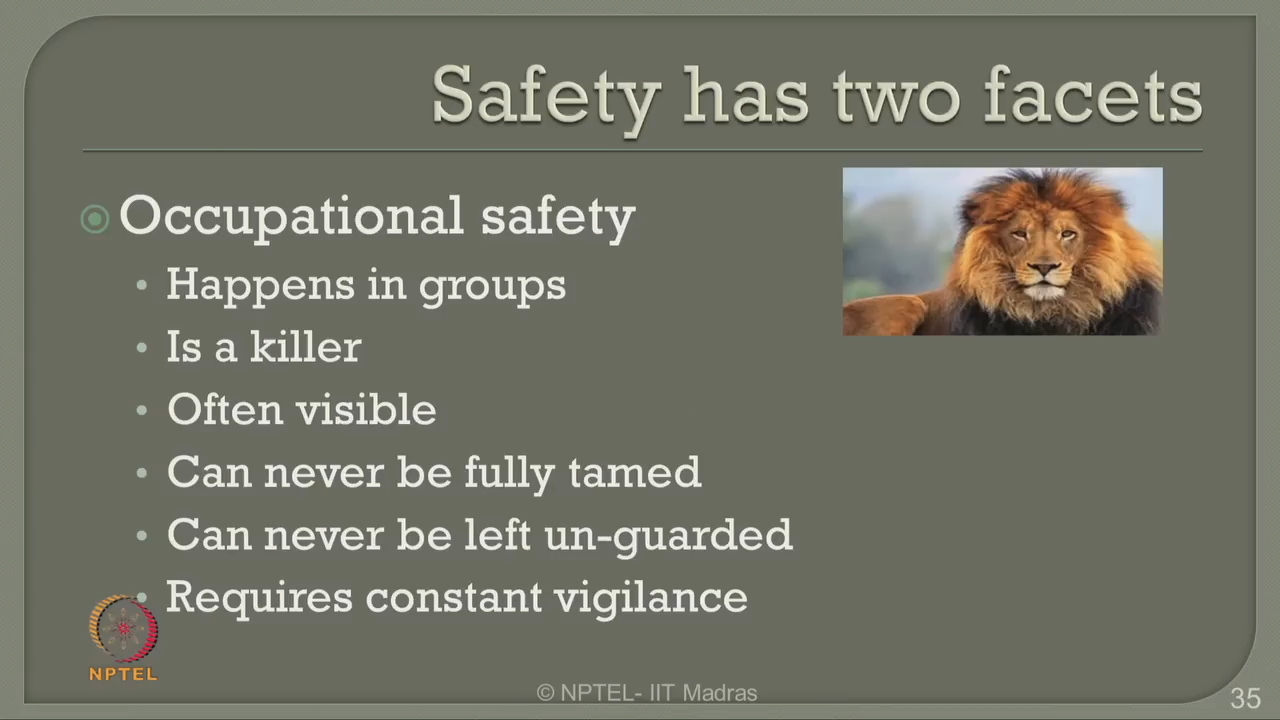 Safety has two facets
Occupational safety
Happens in groups
Is a killer
Often visible
Can never be fully tamed
Can never be left un-guarded
Requires constant vigilance
NPTEL
© NPTEL- IIT Madras
35